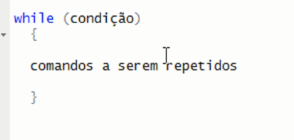 while (condição)
{
comandos a serem repetidos
}